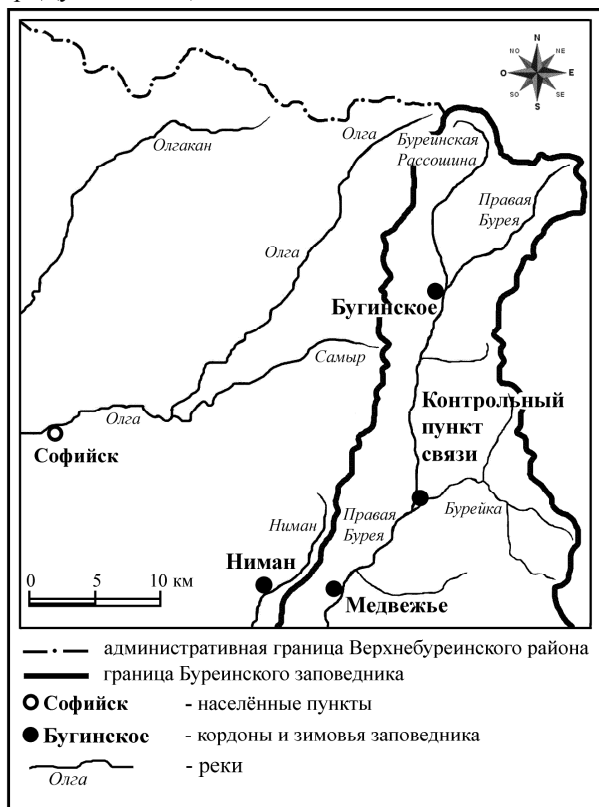 N
NO NE
O E
SO SE
S
Олгакан
Олга
Буреинская
Рассошина
Правая
Бурея
Олга
Бугинское
Самыр
Контрольный
пункт
связи
Олга
Софийск
Ниман
Правая
Бурея
Бурейка
Ниман
0 5 10 км
Медвежье
административная граница Верхнебуреинского района
граница Буреинского заповедника
Софийск - населённые пункты
Бугинское - кордоны и зимовья заповедника
Олга - реки